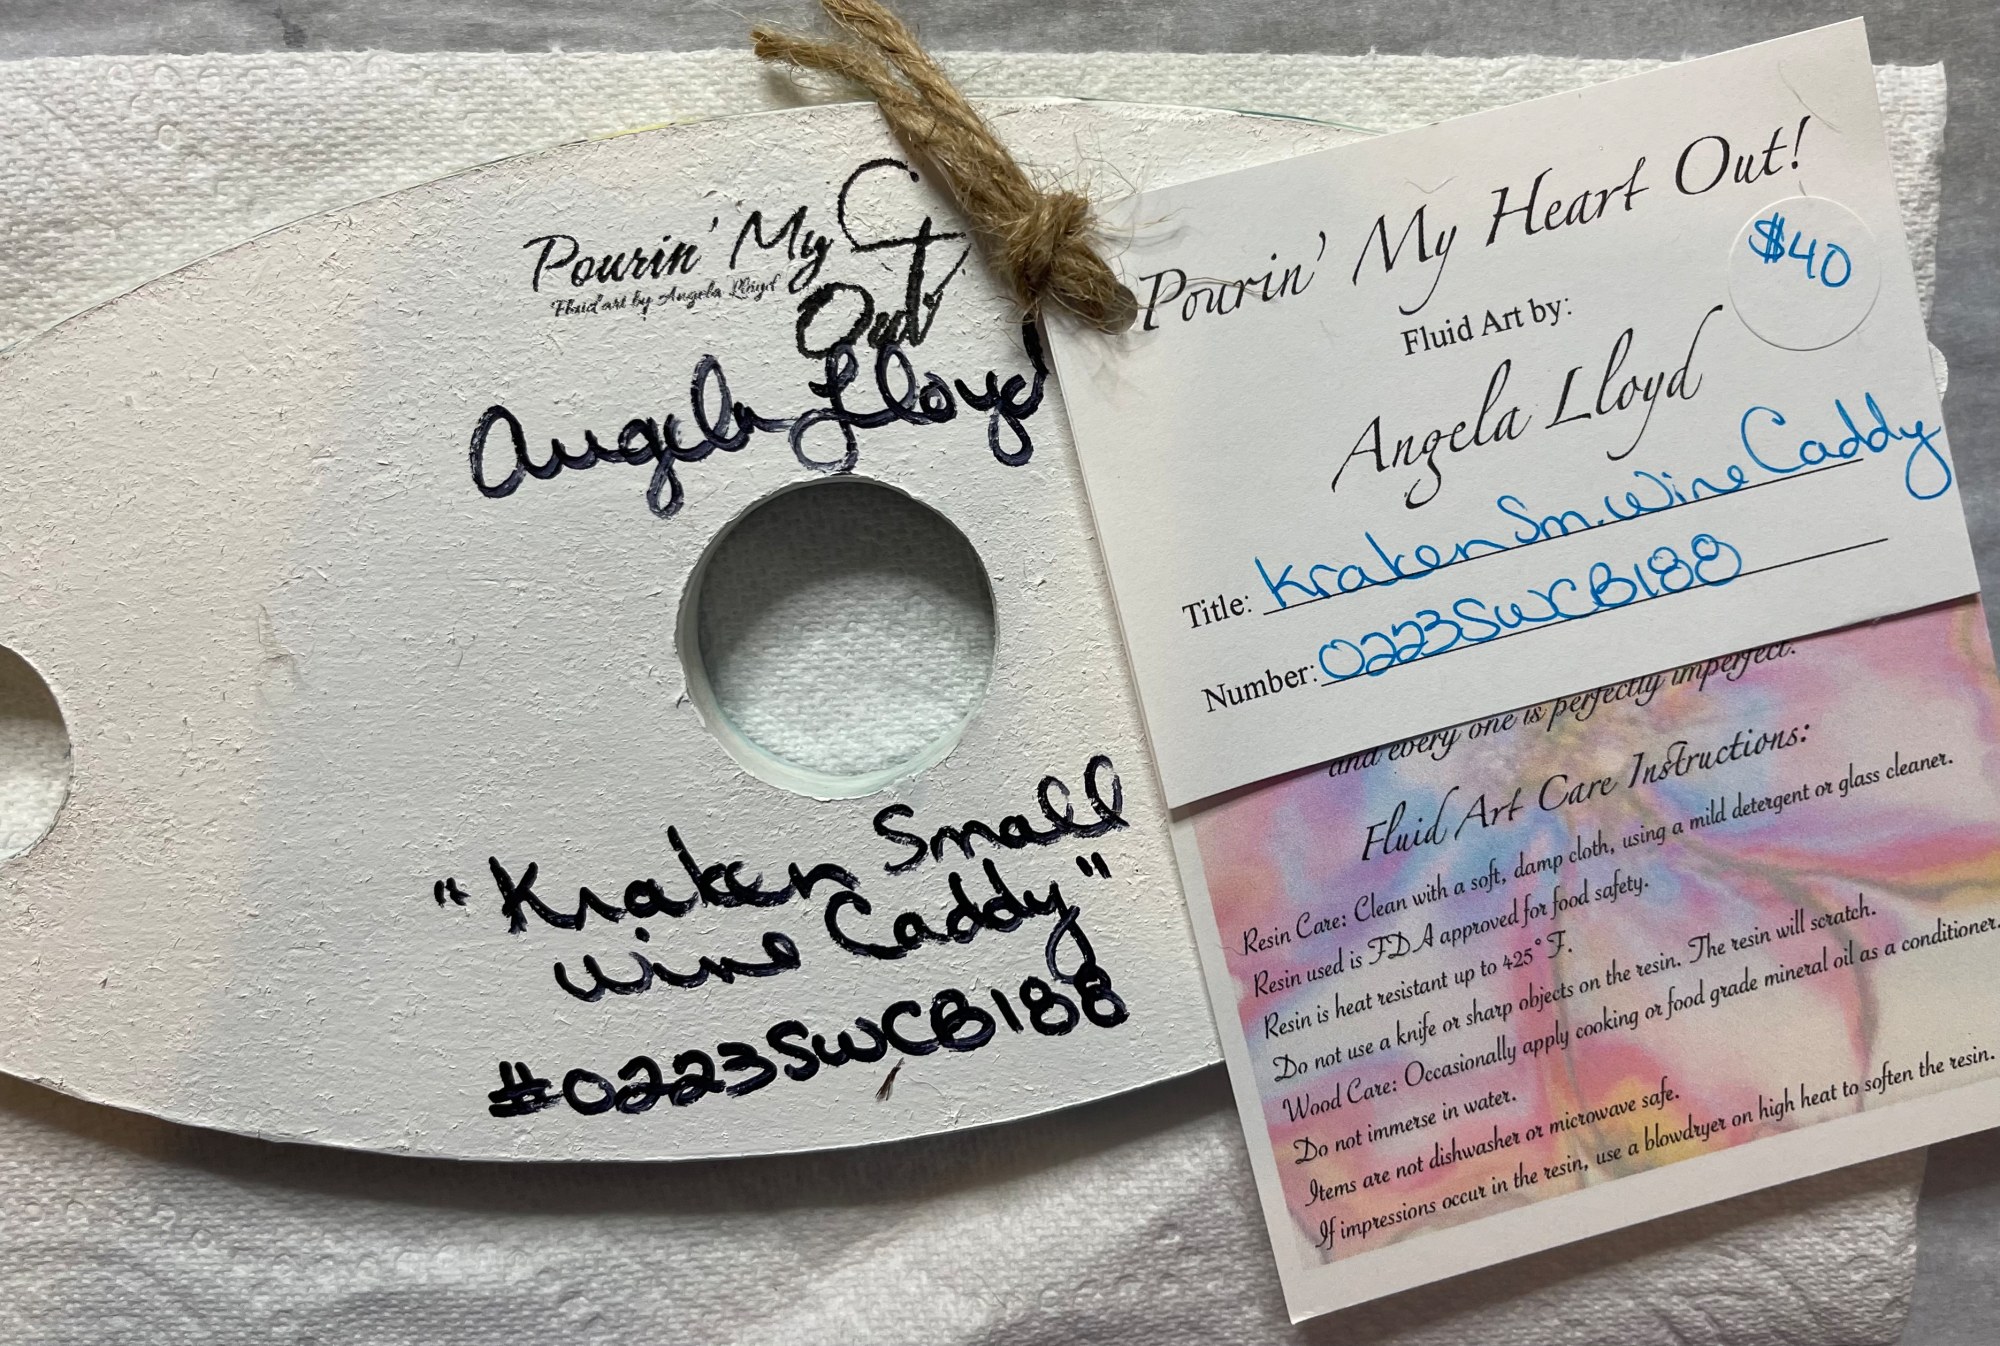 Pourin' My
Out
Fluid art by Angela Lloyd
Angela Lloyd
"Kraken Small
Wine Caddy"
#0223SWCB188
Pourin' My Heart Out!
$40
Fluid Art by:
Angela Lloyd
Title: Kraken Sm. Wine Caddy
Number: 0223SWCB188
and every one is perfectly imperfect.
Fluid Art Care Instructions:
Resin Care: Clean with a soft, damp cloth, using a mild detergent or glass cleaner.
Resin used is FDA approved for food safety.
Resin is heat resistant up to 425° F.
Do not use a knife or sharp objects on the resin. The resin will scratch.
Wood Care: Occasionally apply cooking or food grade mineral oil as a conditioner.
Do not immerse in water.
Items are not dishwasher or microwave safe.
If impressions occur in the resin, use a blowdryer on high heat to soften the resin.